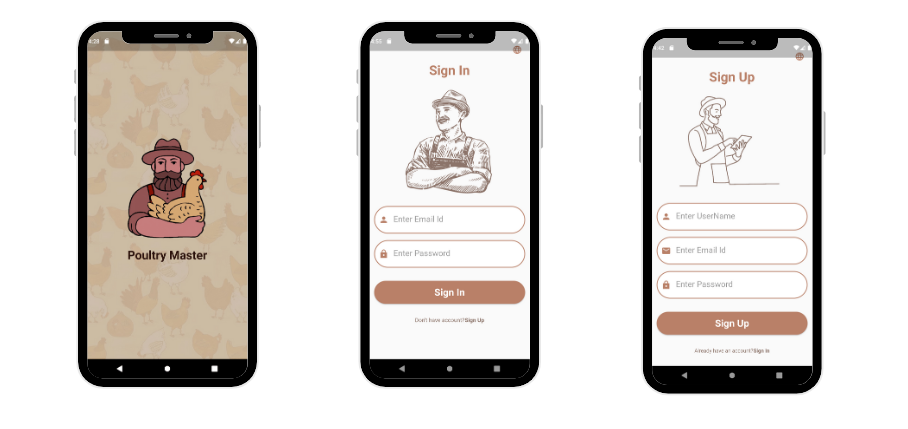 Poultry Master
Sign In
Enter Email Id
Enter Password
Sign In
Don't have account?Sign Up
Sign Up
Enter UserName
Enter Email Id
Enter Password
Sign Up
Already have an account?Sign In